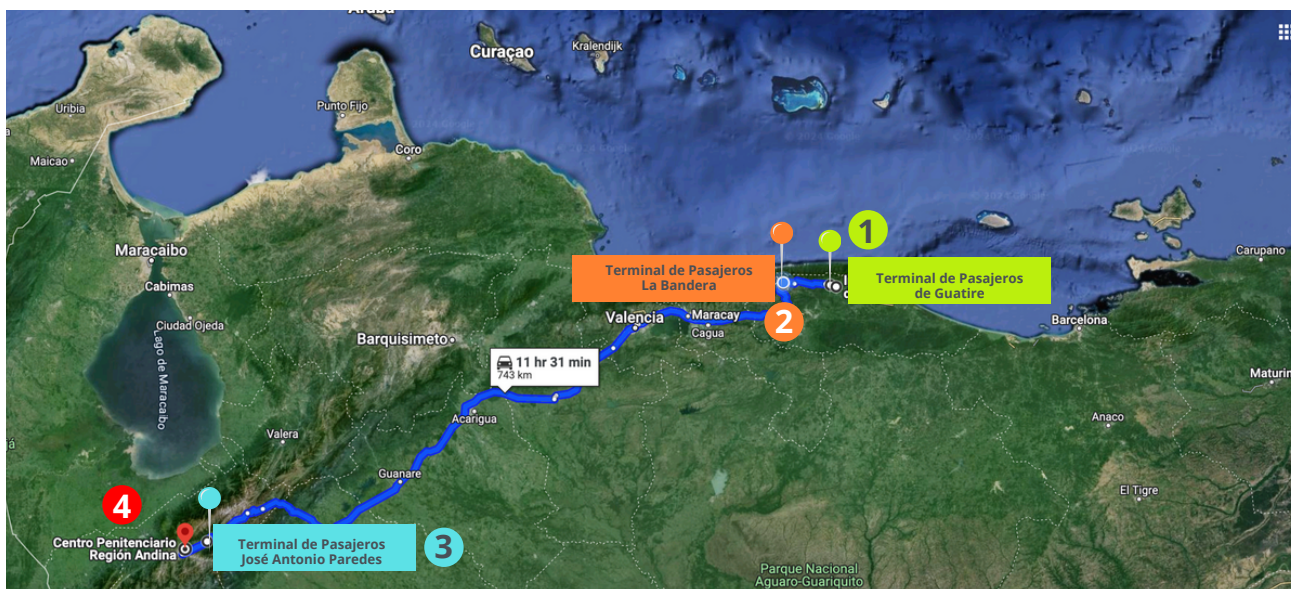 Aruba
Curaçao
Kralendijk
Uribia
Punto Fijo
Maicao
Coro
Maracaibo
Cabimas
Ciudad Ojeda
Lago de Maracaibo
Barquisimeto
Valencia
Maracay
Cagua
Terminal de Pasajeros
La Bandera
2
1
Terminal de Pasajeros
de Guatire
Carupano
Barcelona
Maturin
Anaco
El Tigre
11 hr 31 min
743 km
Acarigua
Valera
Guanare
4
Centro Penitenciario
Región Andina
Terminal de Pasajeros
José Antonio Paredes
3
Parque Nacional
Aguaro-Guariquito